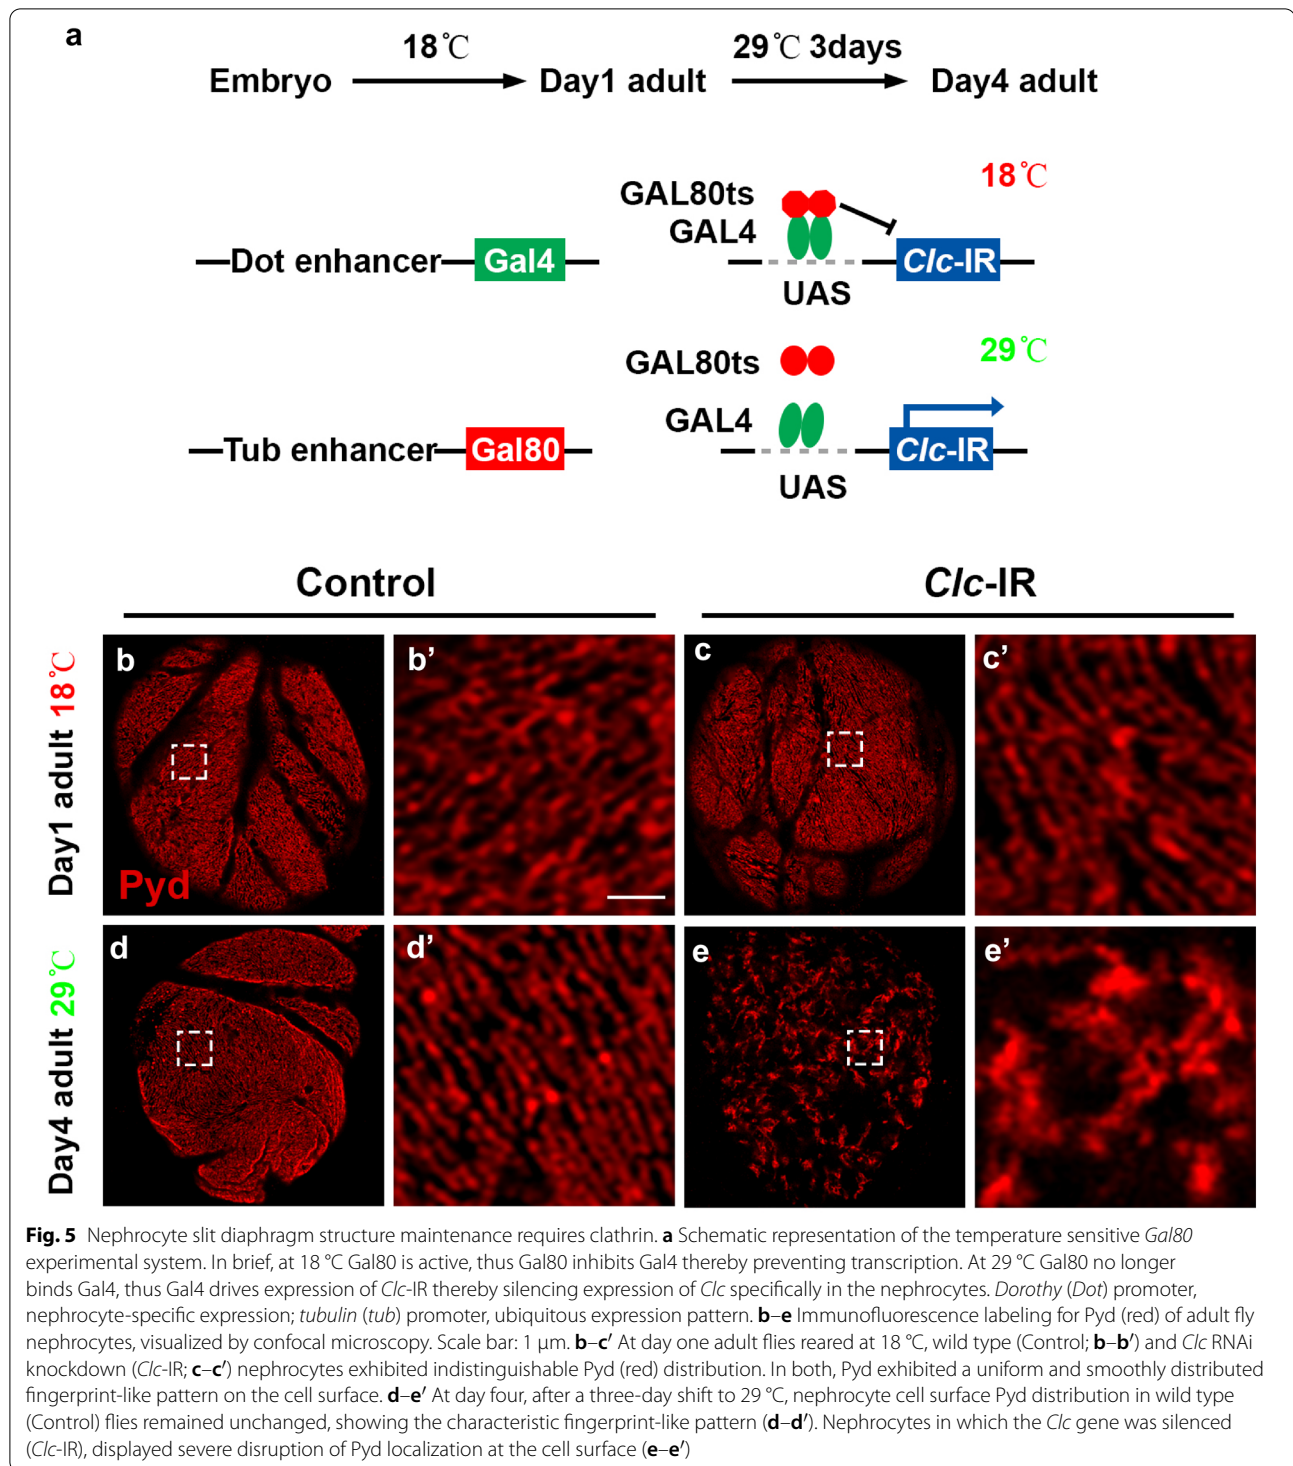 a
18℃
29℃ 3days
Embryo
Day1 adult
Day4 adult
18℃
GAL80ts
GAL4
Dot enhancer
Gal4
Clc-IR
UAS
29℃
GAL80ts
GAL4
Tub enhancer
Gal80
Clc-IR
UAS
Control
Clc-IR
Day1 adult 18℃
b
b’
c
c’
Pyd
Day4 adult 29℃
d
d’
e
e’
Fig. 5 Nephrocyte slit diaphragm structure maintenance requires clathrin. a Schematic representation of the temperature sensitive Gal80
experimental system. In brief, at 18 °C Gal80 is active, thus Gal80 inhibits Gal4 thereby preventing transcription. At 29 °C Gal80 no longer
binds Gal4, thus Gal4 drives expression of Clc-IR thereby silencing expression of Clc specifically in the nephrocytes. Dorothy (Dot) promoter,
nephrocyte-specific expression; tubulin (tub) promoter, ubiquitous expression pattern. b–e Immunofluorescence labeling for Pyd (red) of adult fly
nephrocytes, visualized by confocal microscopy. Scale bar: 1 µm. b–c′ At day one adult flies reared at 18 °C, wild type (Control; b–b′) and Clc RNAi
knockdown (Clc-IR; c–c′) nephrocytes exhibited indistinguishable Pyd (red) distribution. In both, Pyd exhibited a uniform and smoothly distributed
fingerprint-like pattern on the cell surface. d–e′ At day four, after a three-day shift to 29 °C, nephrocyte cell surface Pyd distribution in wild type
(Control) flies remained unchanged, showing the characteristic fingerprint-like pattern (d–d′). Nephrocytes in which the Clc gene was silenced
(Clc-IR), displayed severe disruption of Pyd localization at the cell surface (e–e′)